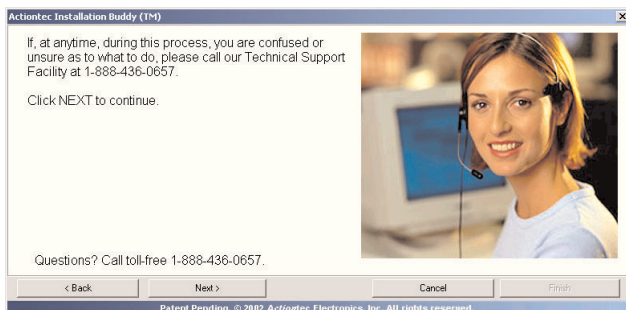 Actiontec Installation Buddy (TM)
If, at anytime, during this process, you are confused or
unsure as to what to do, please call our Technical Support
Facility at 1-888-436-0657.
Click NEXT to continue.
Questions? Call toll-free 1-888-436-0657.
< Back
Next >
Cancel
Finish
Patent Pending. © 2002 Actiontec Electronics, Inc. All rights reserved.